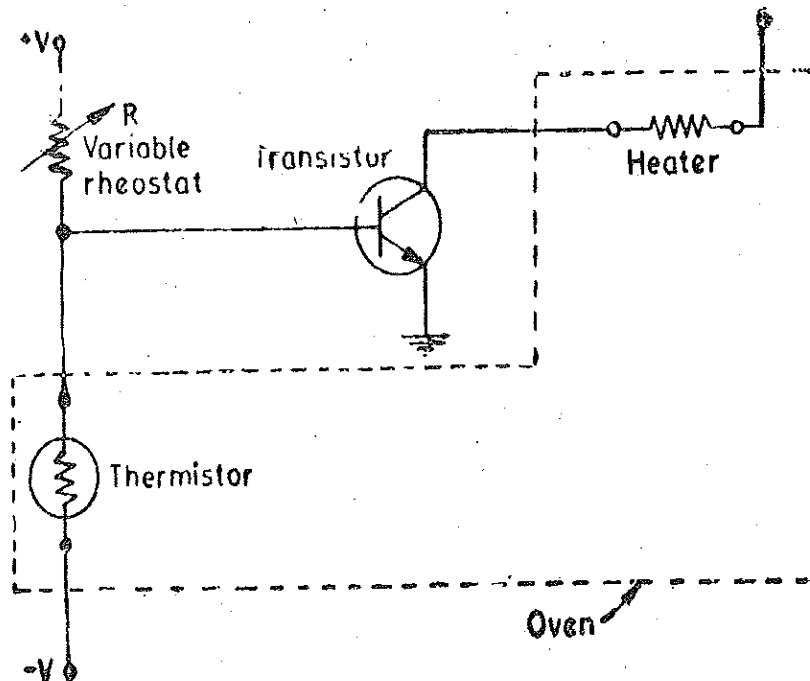 +V
R
Variable
rheostat
Transistor
Heater
Thermistor
Oven
-V